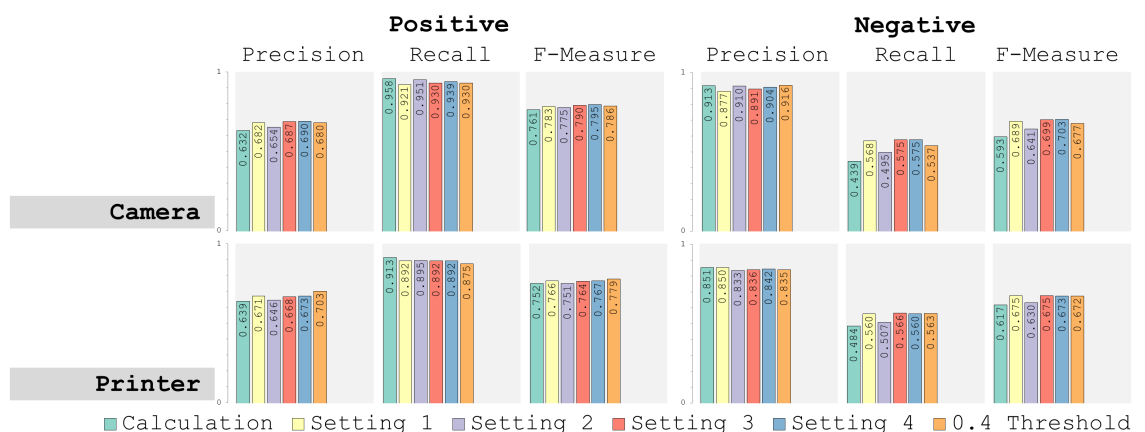 Positive Negative
Precision Recall F-Measure Precision Recall F-Measure
1 1
0.632 0.682 0.654 0.687 0.690 0.680 0.958 0.921 0.951 0.930 0.939 0.930 0.761 0.783 0.775 0.790 0.795 0.786 0.913 0.877 0.910 0.891 0.904 0.916 0.439 0.568 0.495 0.575 0.575 0.537 0.593 0.689 0.641 0.699 0.703 0.677
Camera
0 0
1 1
0.639 0.671 0.646 0.668 0.673 0.703 0.913 0.892 0.895 0.892 0.892 0.875 0.752 0.766 0.751 0.764 0.767 0.779 0.851 0.850 0.833 0.836 0.842 0.835 0.484 0.560 0.507 0.566 0.560 0.563 0.617 0.675 0.630 0.675 0.673 0.672
Printer
0 0
Calculation Setting 1 Setting 2 Setting 3 Setting 4 0.4 Threshold